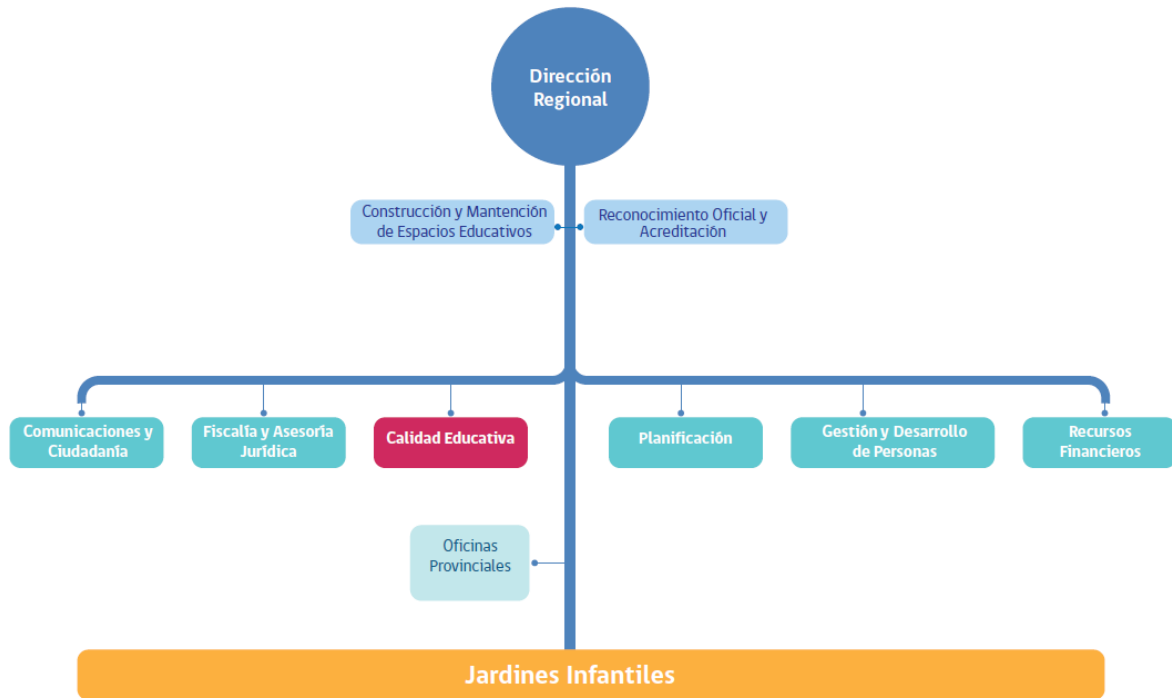 Dirección
Regional
Construcción y Mantención
de Espacios Educativos
Reconocimiento Oficial y
Acreditación
Comunicaciones y
Ciudadanía
Fiscalía y Asesoría
Jurídica
Calidad Educativa
Planificación
Gestión y Desarrollo
de Personas
Recursos
Financieros
Oficinas
Provinciales
Jardines Infantiles